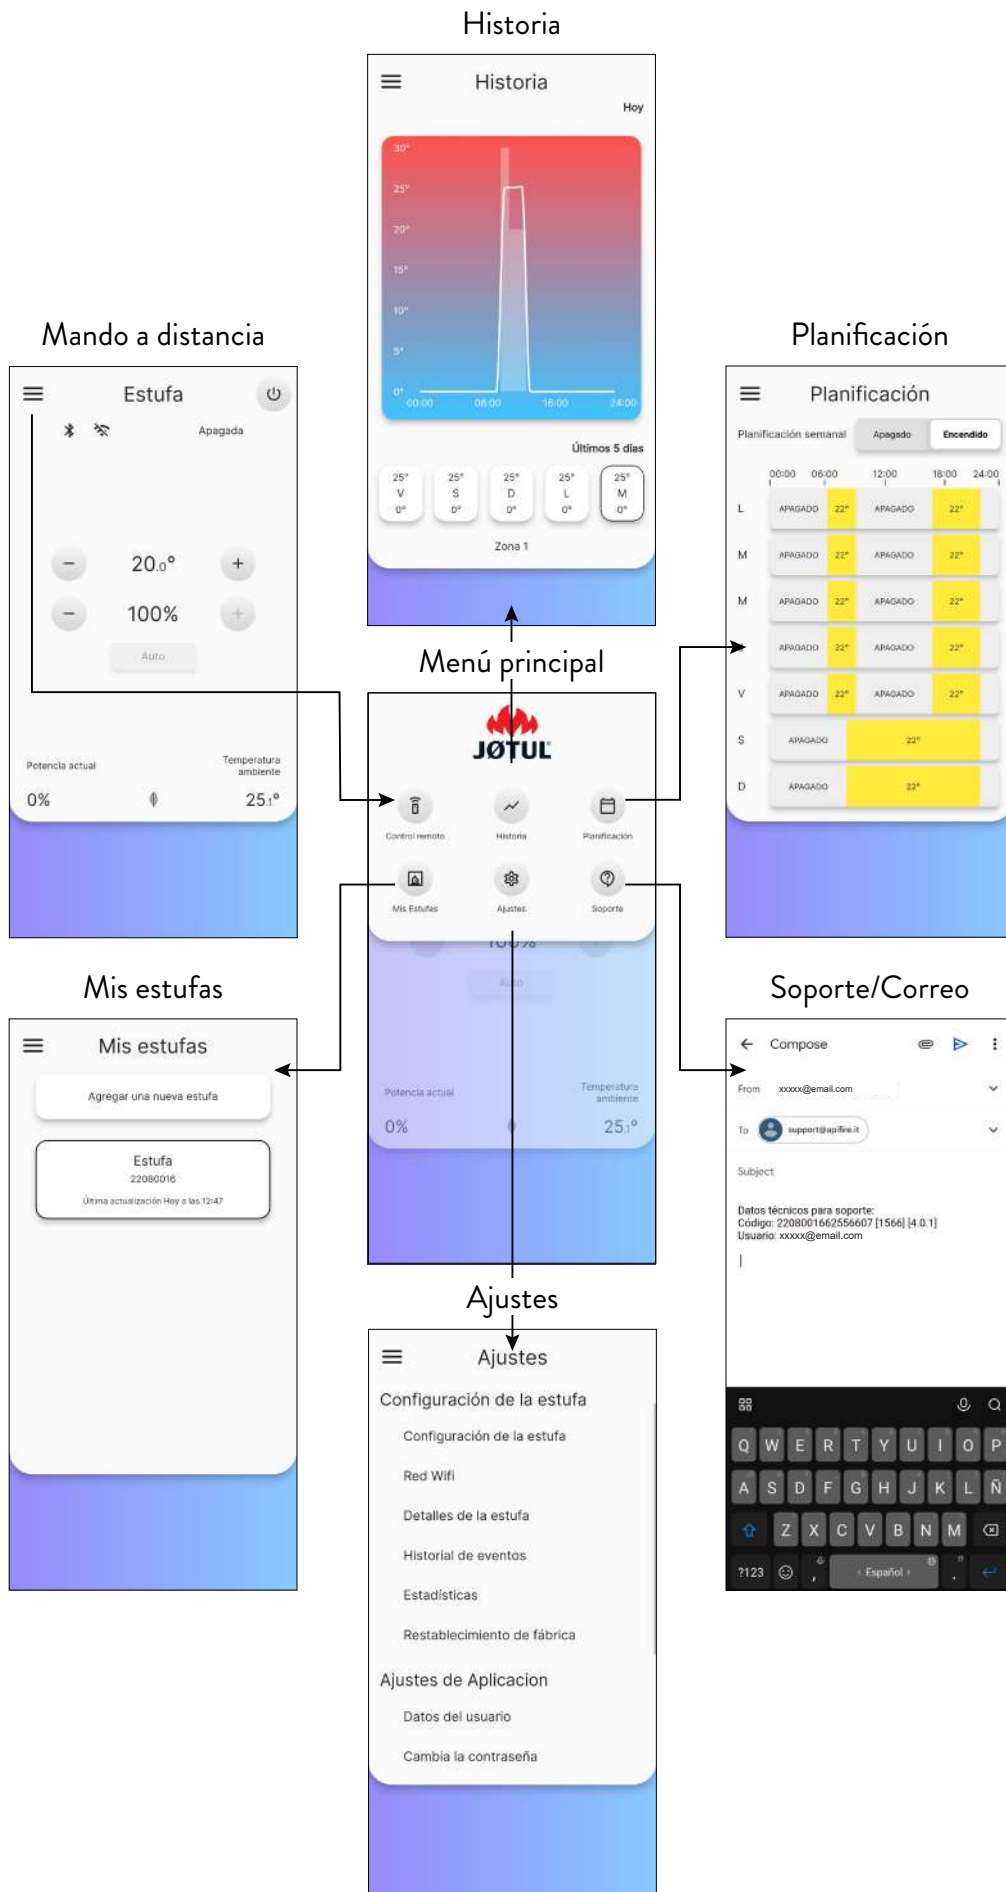 Historia
Historia
Hoy
30°
25°
20°
15°
10°
5°
0°
00:00 06:00 16:00 24:00
Últimos 5 días
25° 25° 25° 25° 25°
V S D L M
0° 0° 0° 0° 0°
Zona 1
Mando a distancia
Estufa
Apagada
− 20.0° +
− 100% +
Auto
Potencia actual
Temperatura
ambiente
0%
25.1°
Planificación
Planificación
Planificación semanal Apagado Encendido
00:00 06:00 12:00 18:00 24:00
L APAGADO 22° APAGADO 22°
M APAGADO 22° APAGADO 22°
M APAGADO 22° APAGADO 22°
APAGADO 22° APAGADO 22°
V APAGADO 22° APAGADO 22°
S APAGADO 22°
D APAGADO 22°
Menú principal
JØTUL
Control remoto Historia Planificación
Mis Estufas Ajustes Soporte
100%
Auto
Potencia actual
Temperatura
ambiente
0%
25.1°
Mis estufas
Mis estufas
Agregar una nueva estufa
Estufa
22080016
Última actualización Hoy a las 12:47
Soporte/Correo
Compose
From xxxxx@email.com
To support@apifire.it
Subject
Datos técnicos para soporte:
Código: 2208001662556607 [1566] [4.0.1]
Usuario: xxxxx@email.com
Q W E R T Y U I O P
A S D F G H J K L Ñ
Z X C V B N M
?123 , Español .
Ajustes
Ajustes
Configuración de la estufa
Configuración de la estufa
Red Wifi
Detalles de la estufa
Historial de eventos
Estadísticas
Restablecimiento de fábrica
Ajustes de Aplicacion
Datos del usuario
Cambia la contraseña